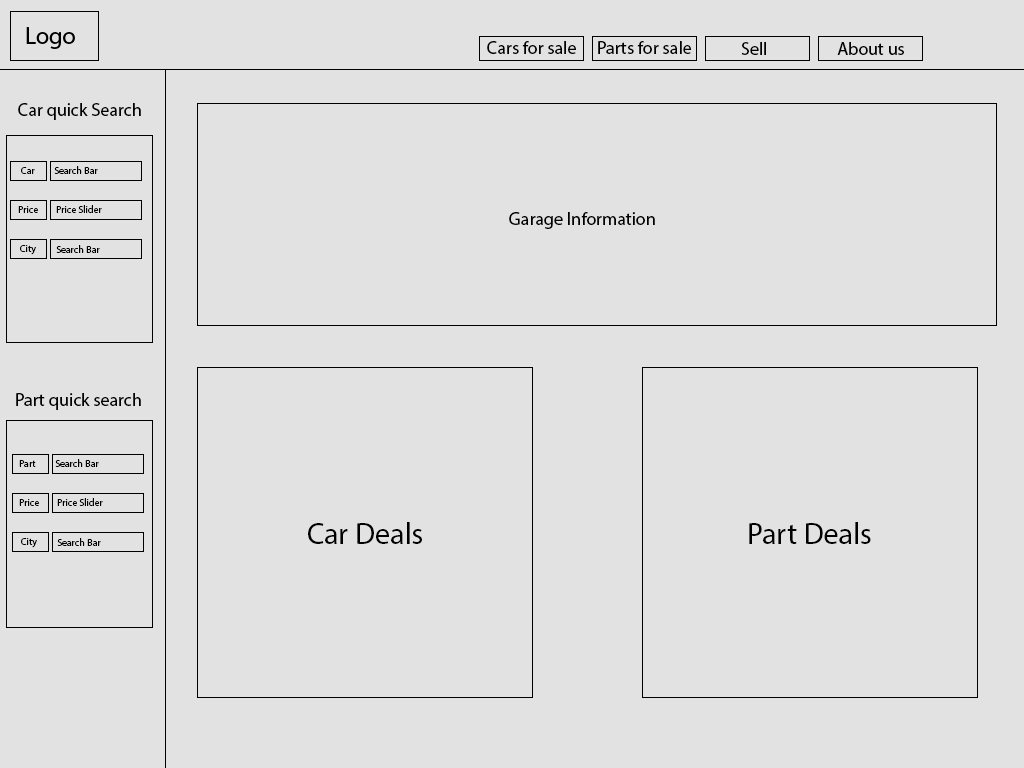 Logo
Cars for sale
Parts for sale
Sell
About us
Car quick Search
Car
Search Bar
Price
Price Slider
City
Search Bar
Part quick search
Part
Search Bar
Price
Price Slider
City
Search Bar
Garage Information
Car Deals
Part Deals